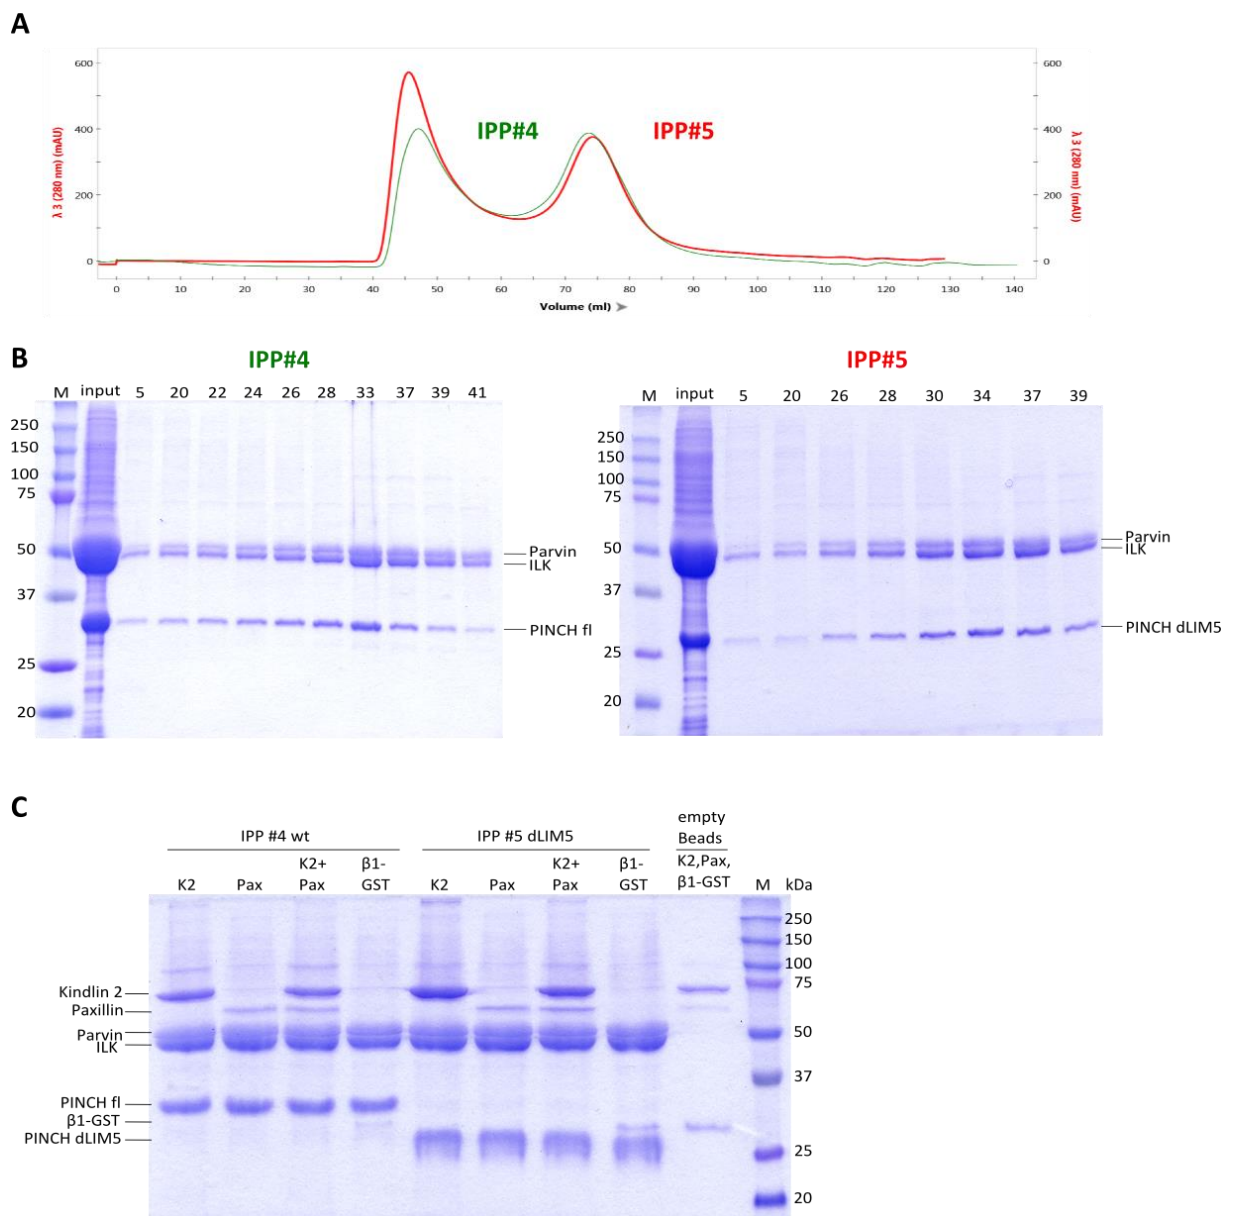 A
600
400
200
0
600
400
200
0
λ 3 (280 nm) (mAU)
λ 3 (280 nm) (mAU)
IPP#4
IPP#5
0 10 20 30 40 50 60 70 80 90 100 110 120 130 140
Volume (ml)
B
IPP#4
M input 5 20 22 24 26 28 33 37 39 41
250
150
100
75
50
37
25
20
Parvin
ILK
PINCH fl
IPP#5
M input 5 20 26 28 30 34 37 39
250
150
100
75
50
37
25
20
Parvin
ILK
PINCH dLIM5
C
IPP #4 wt
IPP #5 dLIM5
empty
Beads
K2 Pax K2+ Pax β1-GST
K2 Pax K2+ Pax β1-GST
K2,Pax,
β1-GST
M kDa
Kindlin 2
Paxillin
Parvin
ILK
PINCH fl
β1-GST
PINCH dLIM5
250
150
100
75
50
37
25
20